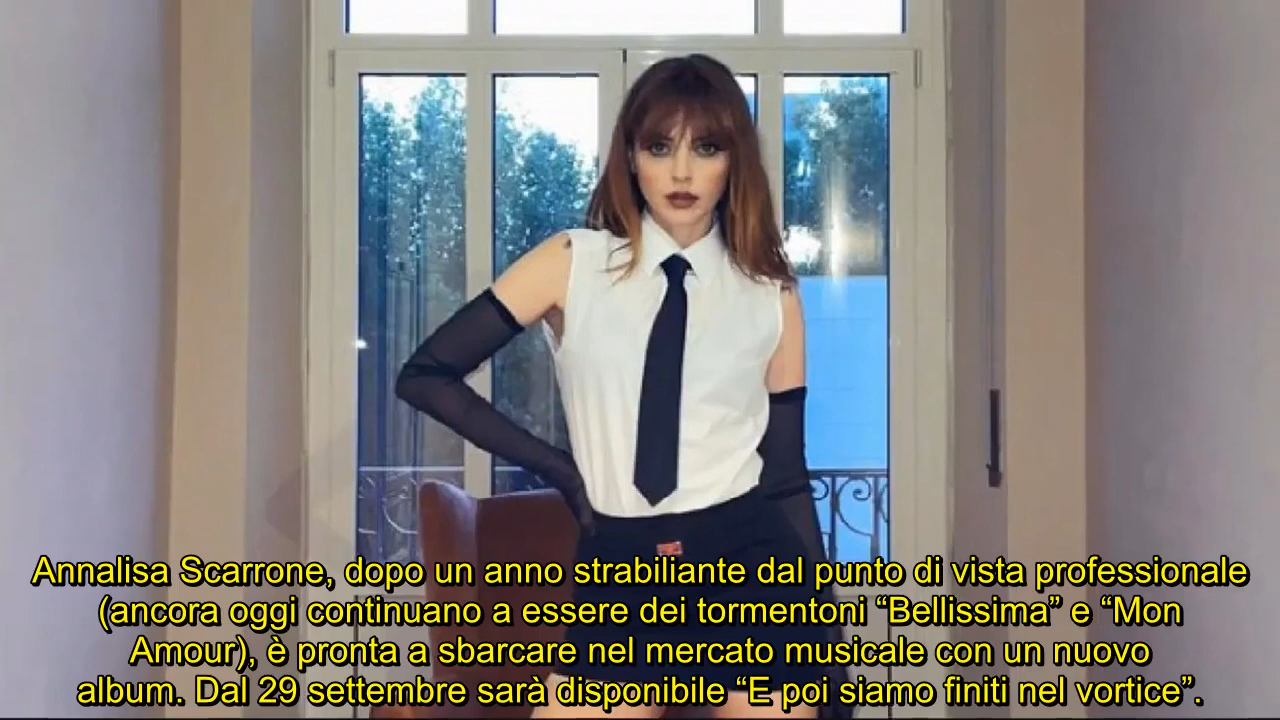 Annalisa Scarrone, dopo un anno strabiliante dal punto di vista professionale
(ancora oggi continuano a essere dei tormentoni “Bellissima” e “Mon
Amour), è pronta a sbarcare nel mercato musicale con un nuovo
album. Dal 29 settembre sarà disponibile “E poi siamo finiti nel vortice”.